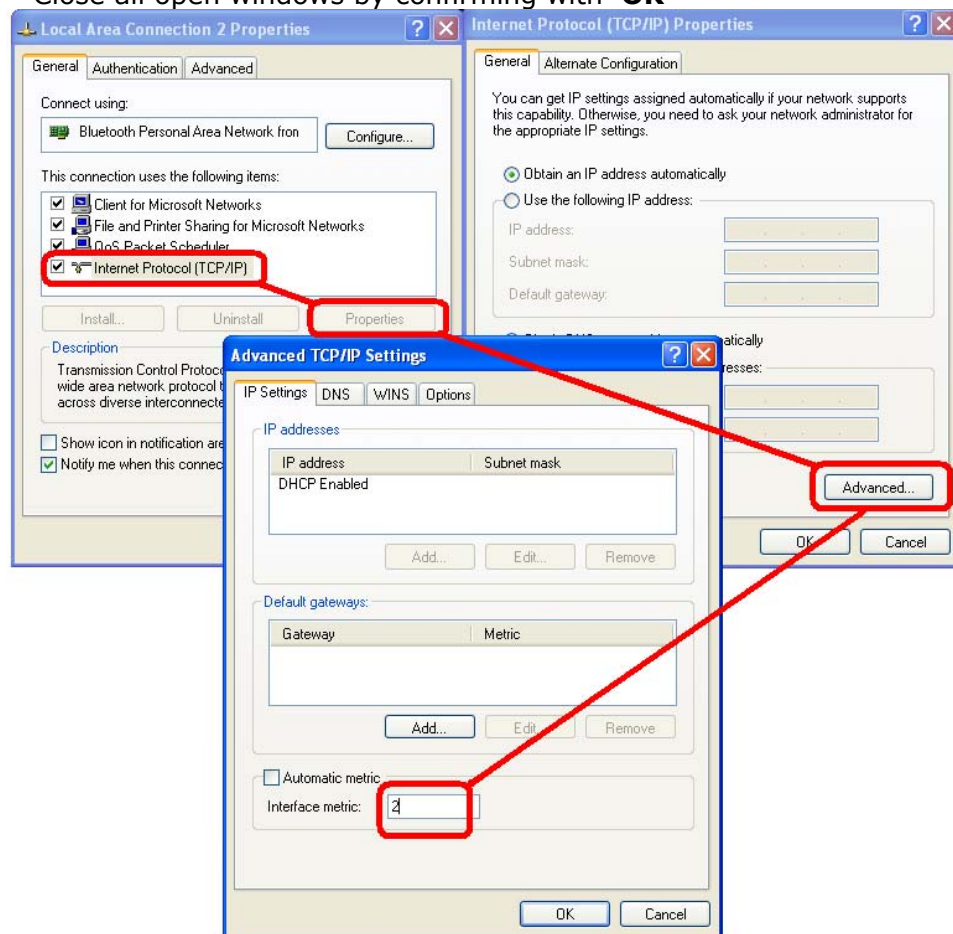 Close all open windows by confirming with "OK"
Local Area Connection 2 Properties
General Authentication Advanced
Connect using:
Bluetooth Personal Area Network fron
Configure...
This connection uses the following items:
Client for Microsoft Networks
File and Printer Sharing for Microsoft Networks
QoS Packet Scheduler
Internet Protocol (TCP/IP)
Install... Uninstall Properties
Description
Transmission Control Protoc
wide area network protocol
across diverse interconnecte
Show icon in notification are
Notify me when this connec
Internet Protocol (TCP/IP) Properties
General Alternate Configuration
You can get IP settings assigned automatically if your network supports
this capability. Otherwise, you need to ask your network administrator for
the appropriate IP settings.
Obtain an IP address automatically
Use the following IP address:
IP address:
Subnet mask:
Default gateway:
atically
resses:
Advanced...
OK Cancel
Advanced TCP/IP Settings
IP Settings DNS WINS Options
IP addresses
IP address Subnet mask
DHCP Enabled
Add... Edit... Remove
Default gateways:
Gateway Metric
Add... Edit... Remove
Automatic metric
Interface metric: 2
OK Cancel